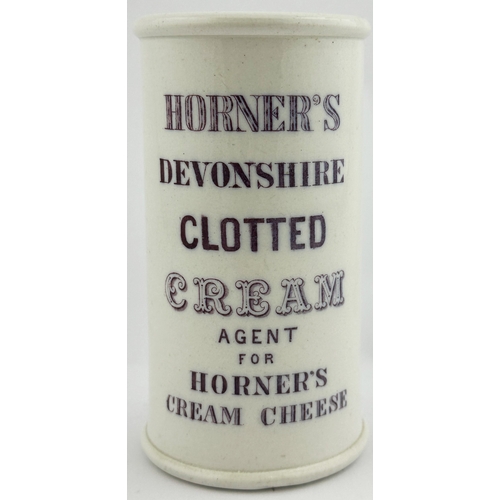 HORNER'S
DEVONSHIRE
CLOTTED
CREAM
AGENT
FOR
HORNER'S
CREAM CHEESE